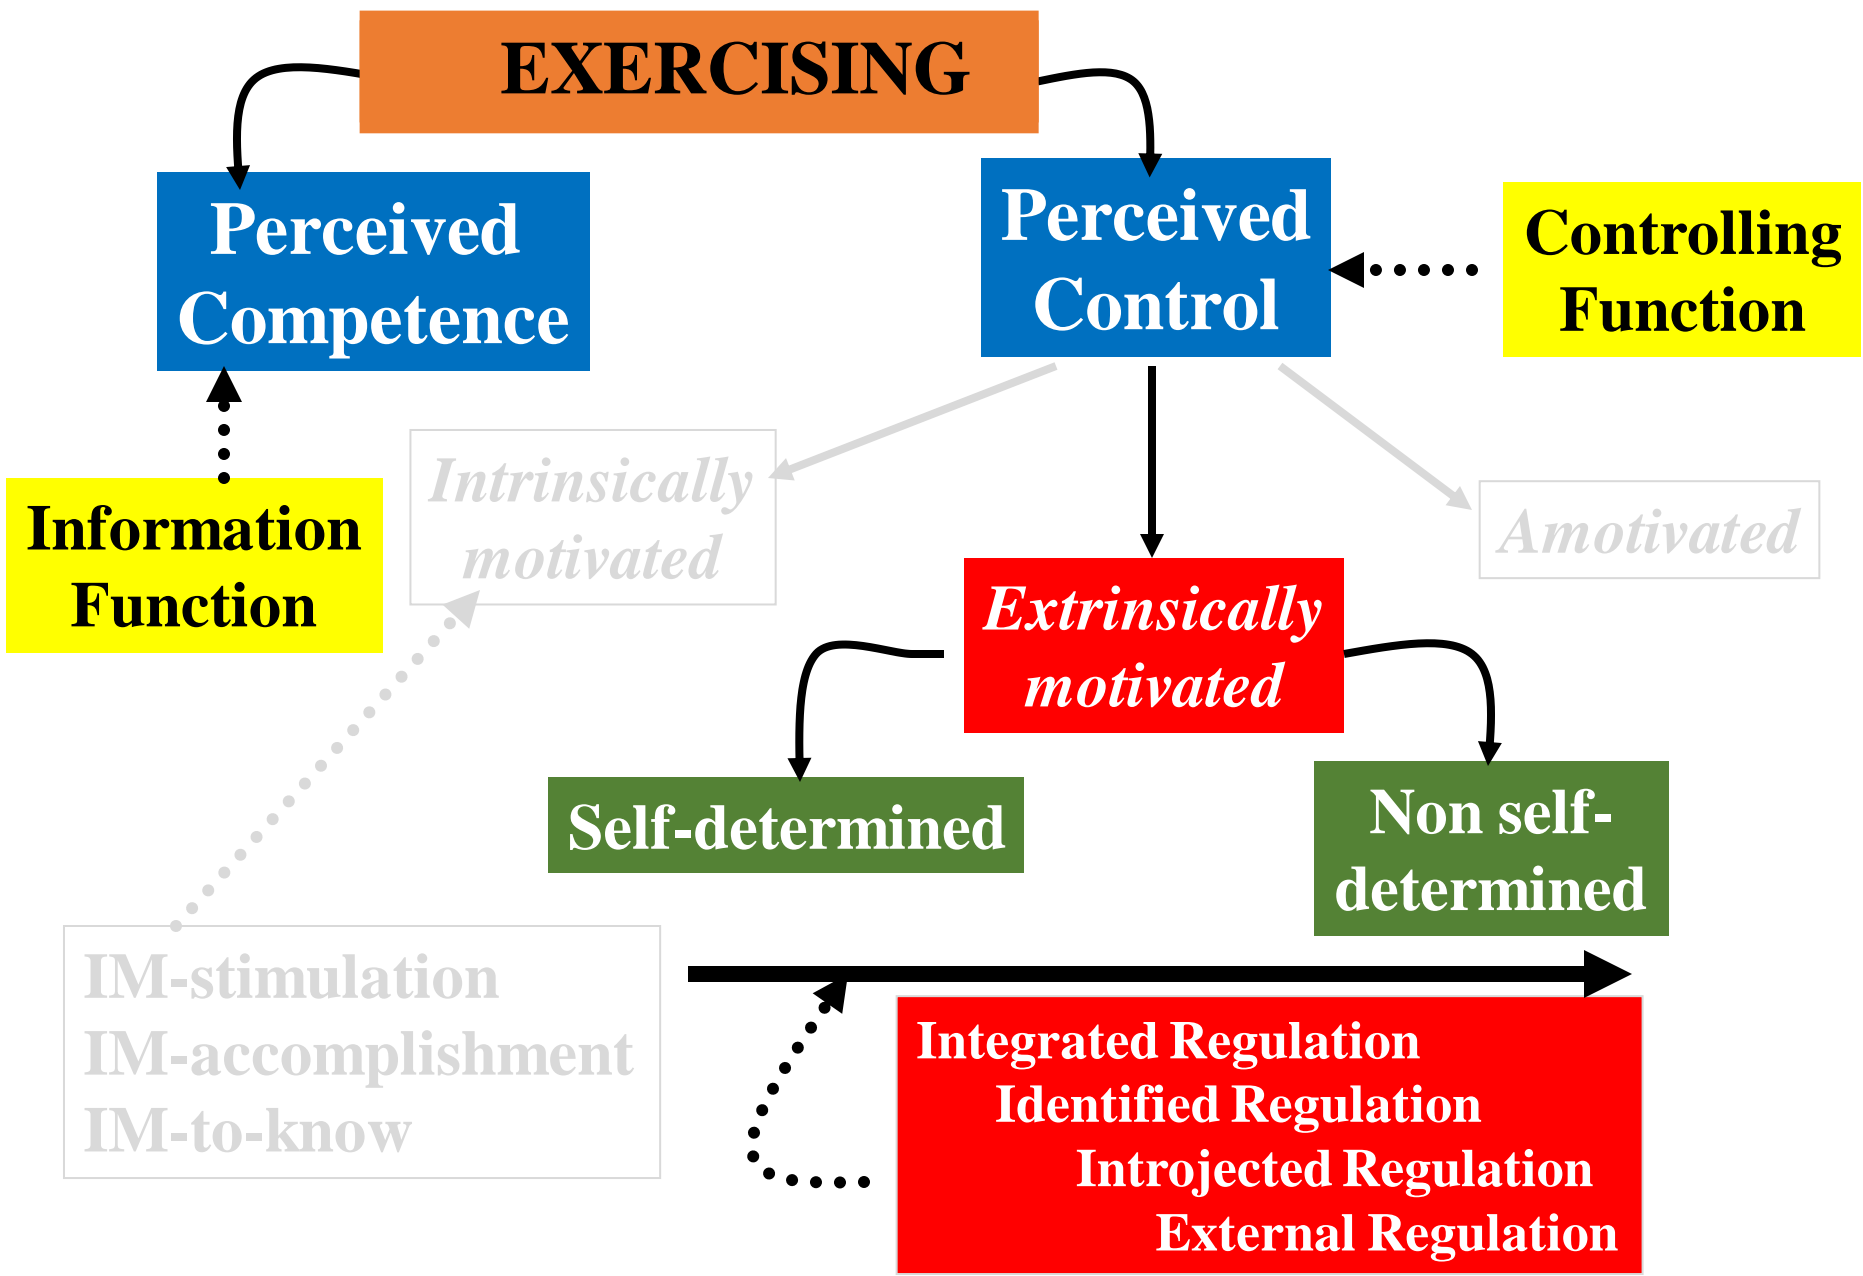 EXERCISING
Perceived
Competence
Perceived
Control
Controlling
Function
Intrinsically
motivated
Amotivated
Information
Function
Extrinsically
motivated
Self-determined
Non self-
determined
IM-stimulation
IM-accomplishment
IM-to-know
Integrated Regulation
Identified Regulation
Introjected Regulation
External Regulation